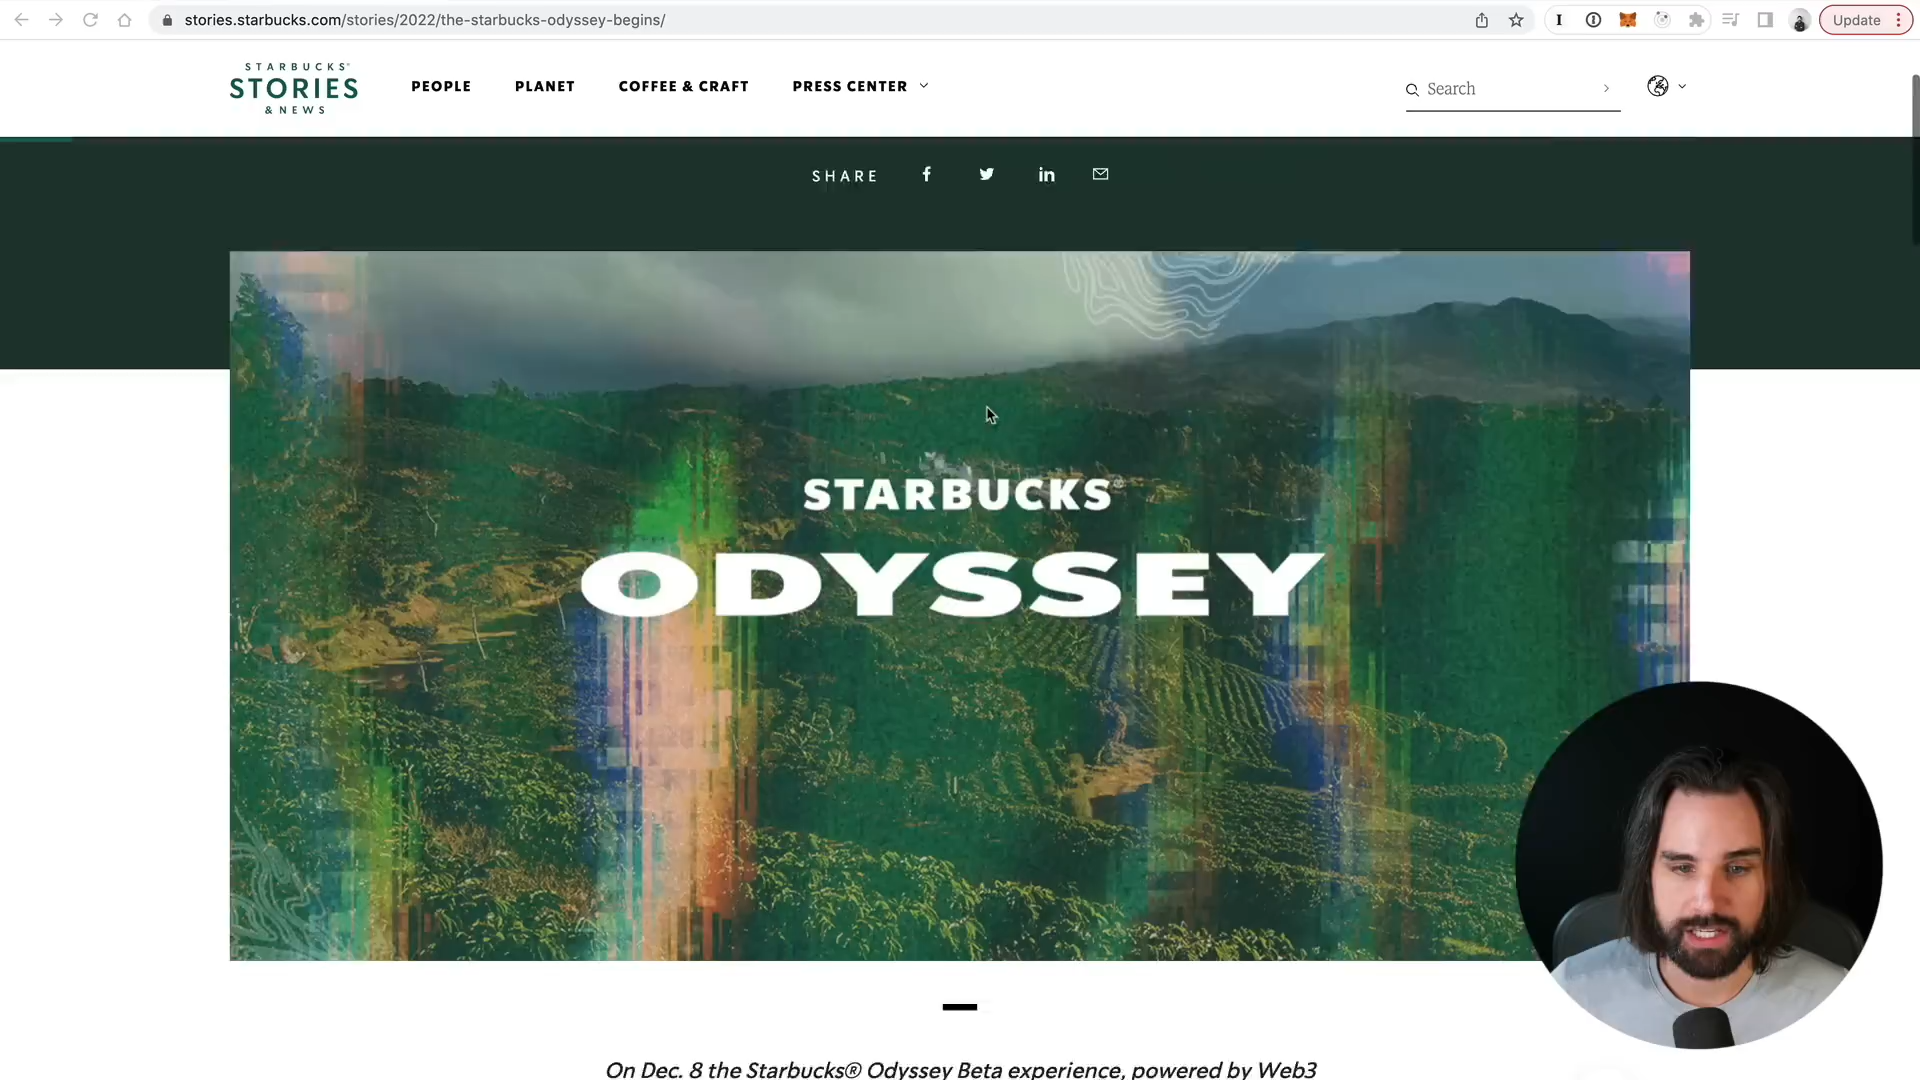 stories.starbucks.com/stories/2022/the-starbucks-odyssey-begins/
Update
STARBUCKS®
STORIES
& NEWS
PEOPLE
PLANET
COFFEE & CRAFT
PRESS CENTER
Search
SHARE
STARBUCKS®
ODYSSEY
On Dec. 8 the Starbucks® Odyssey Beta experience, powered by Web3